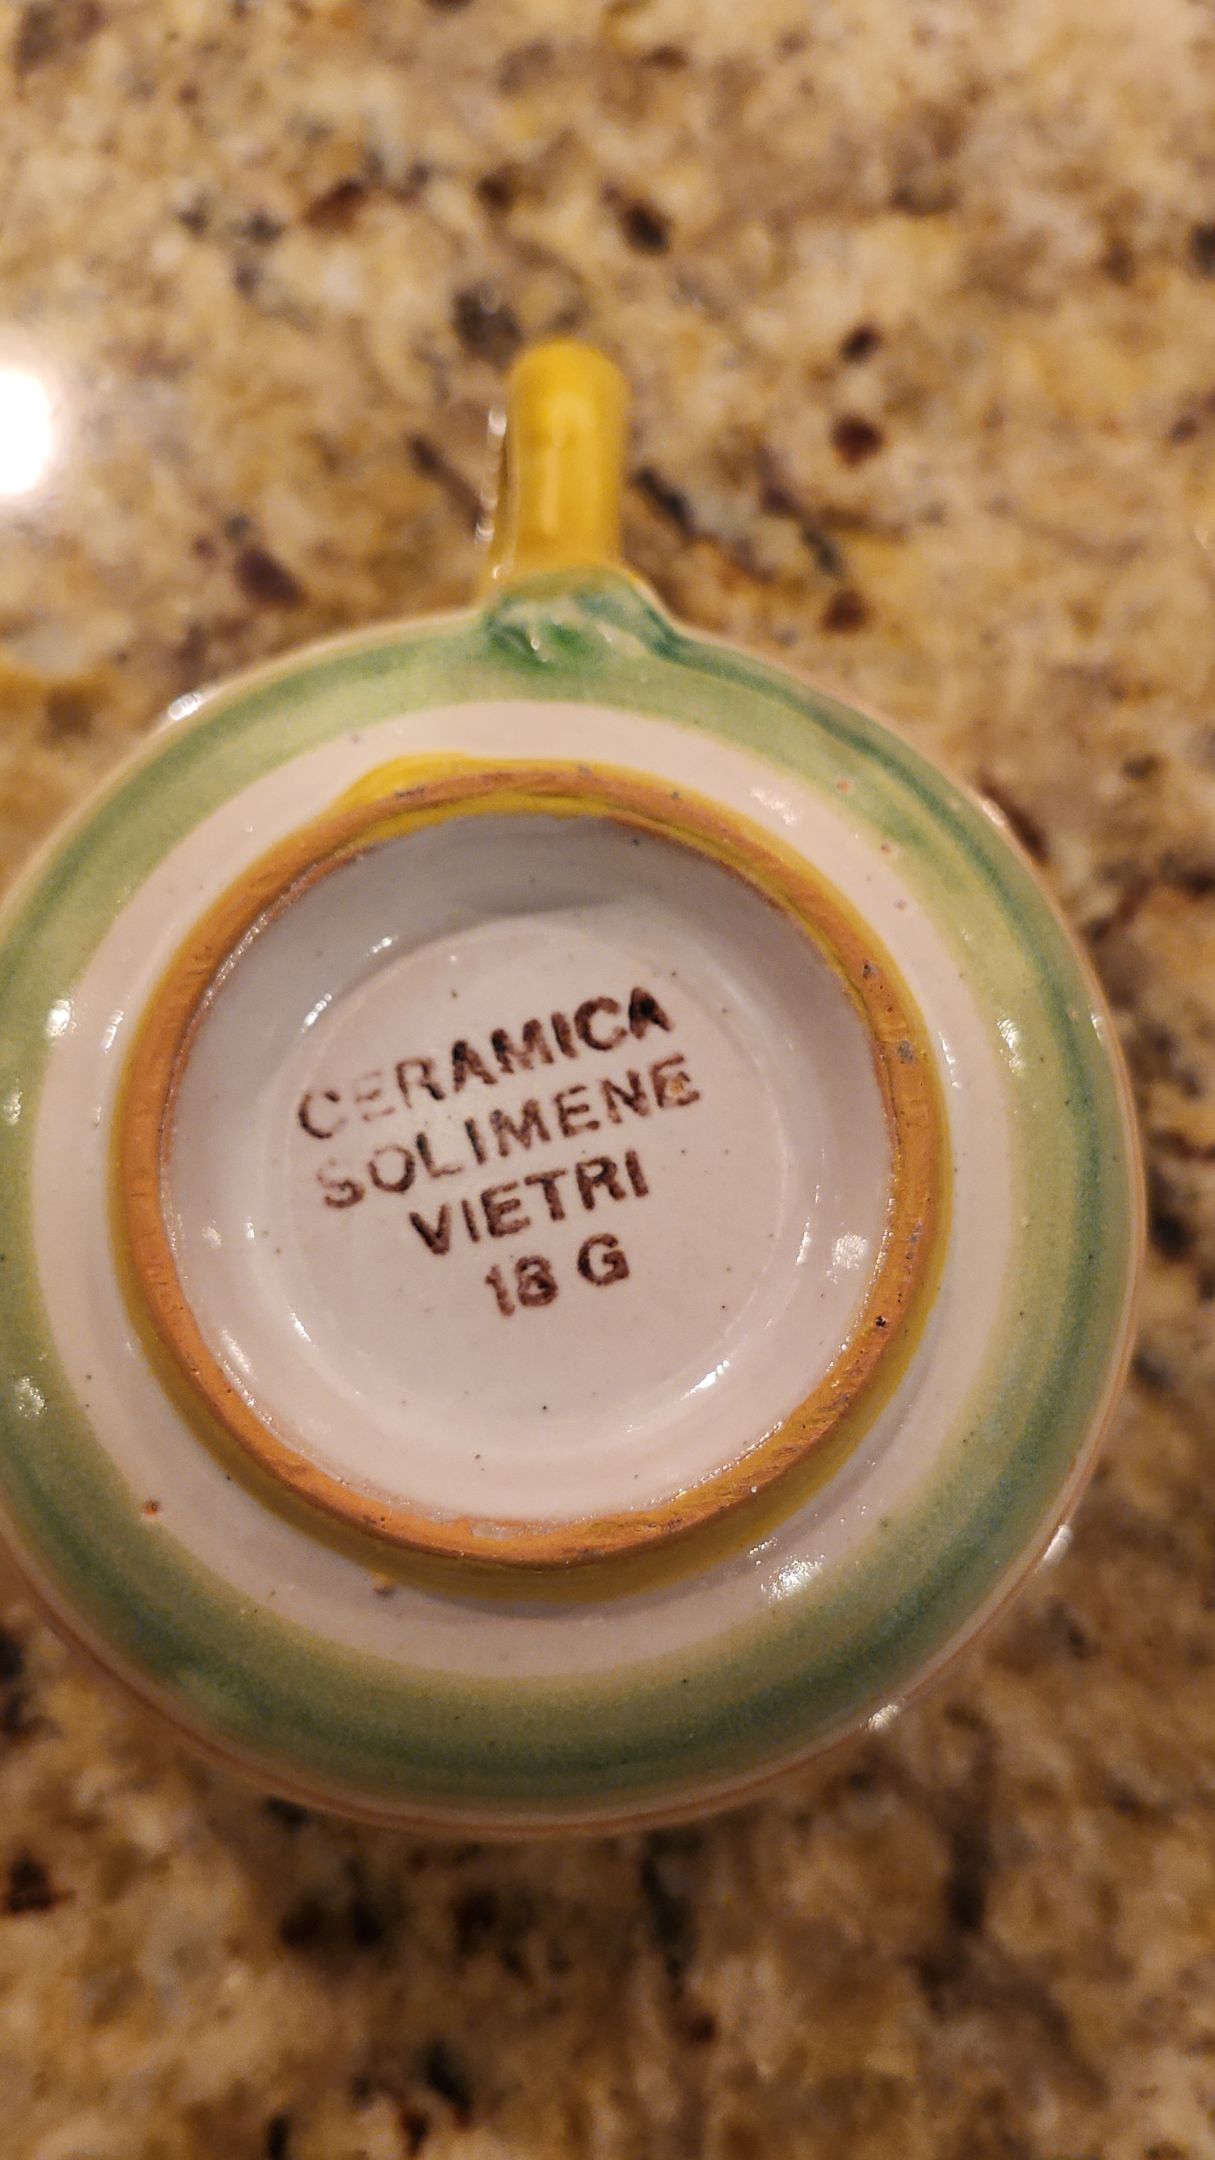 CERAMICA
SOLIMENE
VIETRI
18 G